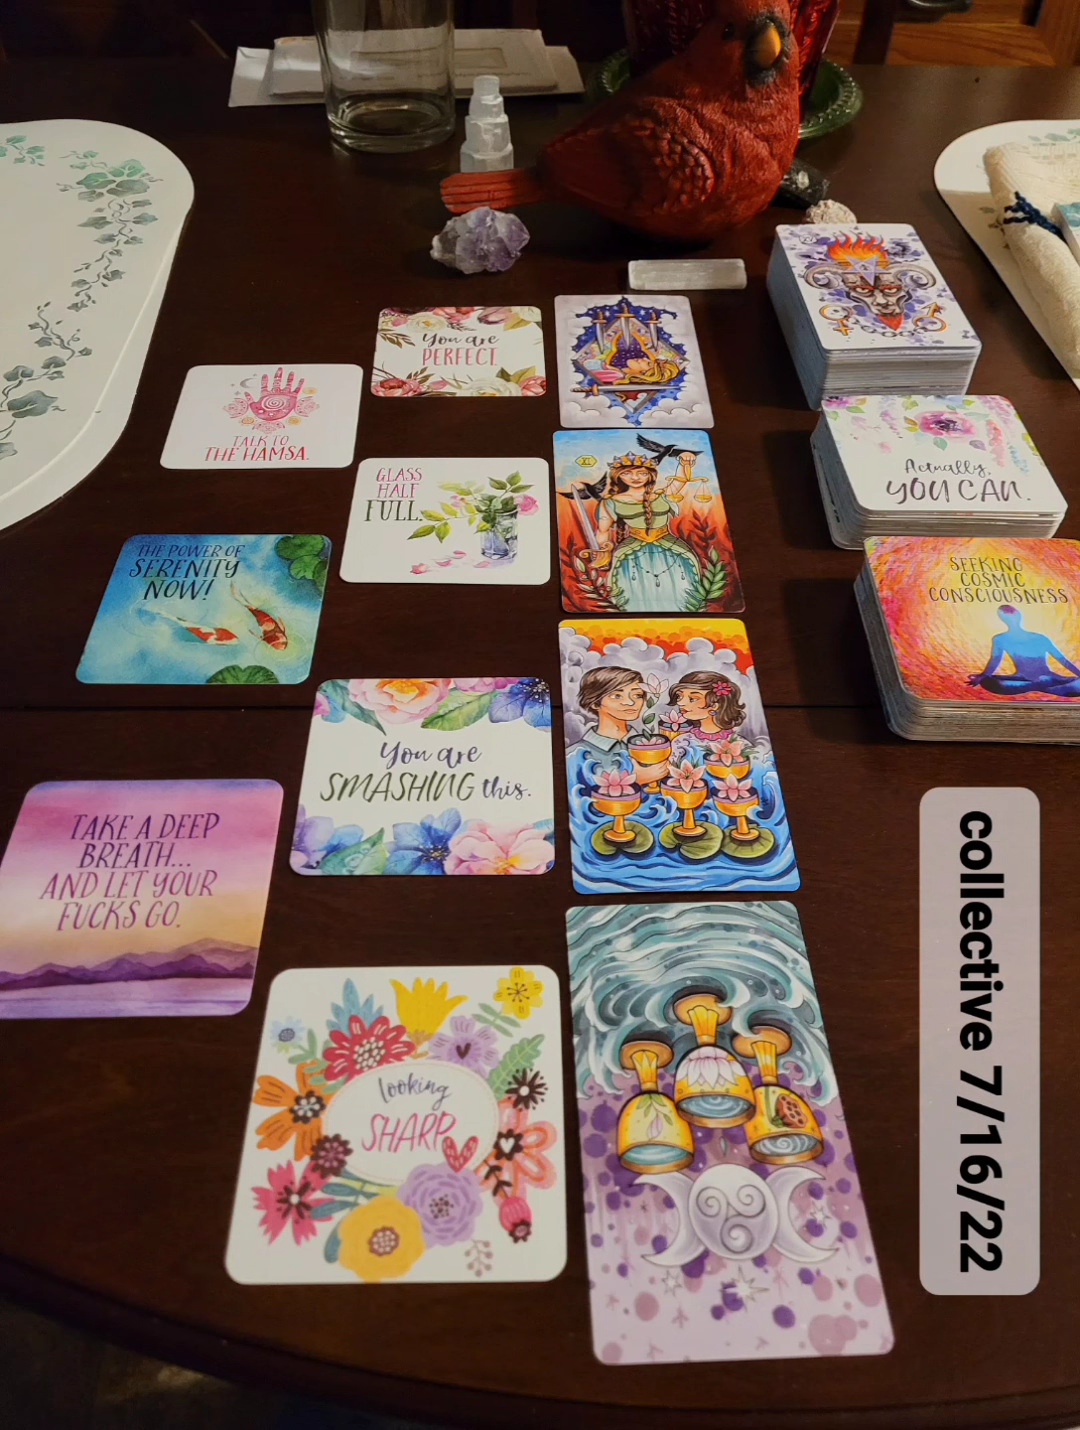 You are
PERFECT
TALK TO
THE HAMSA.
GLASS
HALF
FULL.
THE POWER OF
SERENITY
NOW!
You are
SMASHING this.
TAKE A DEEP
BREATH...
AND LET YOUR
FUCKS GO.
looking
SHARP
XI
Actually,
YOU CAN.
SEEKING
COSMIC
CONSCIOUSNESS
collective 7/16/22